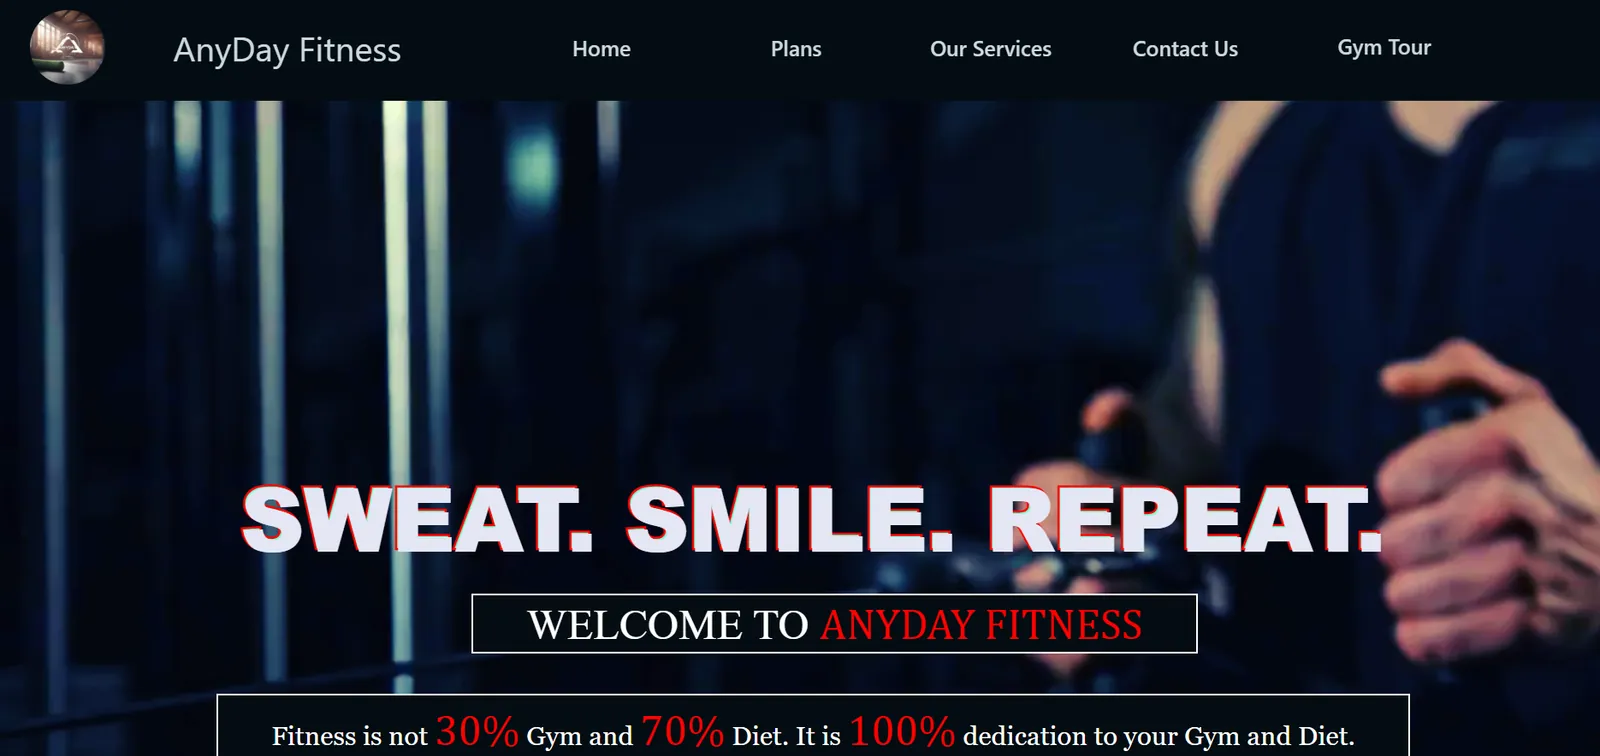 AnyDay Fitness
Home
Plans
Our Services
Contact Us
Gym Tour
SWEAT. SMILE. REPEAT.
WELCOME TO ANYDAY FITNESS
Fitness is not 30% Gym and 70% Diet. It is 100% dedication to your Gym and Diet.